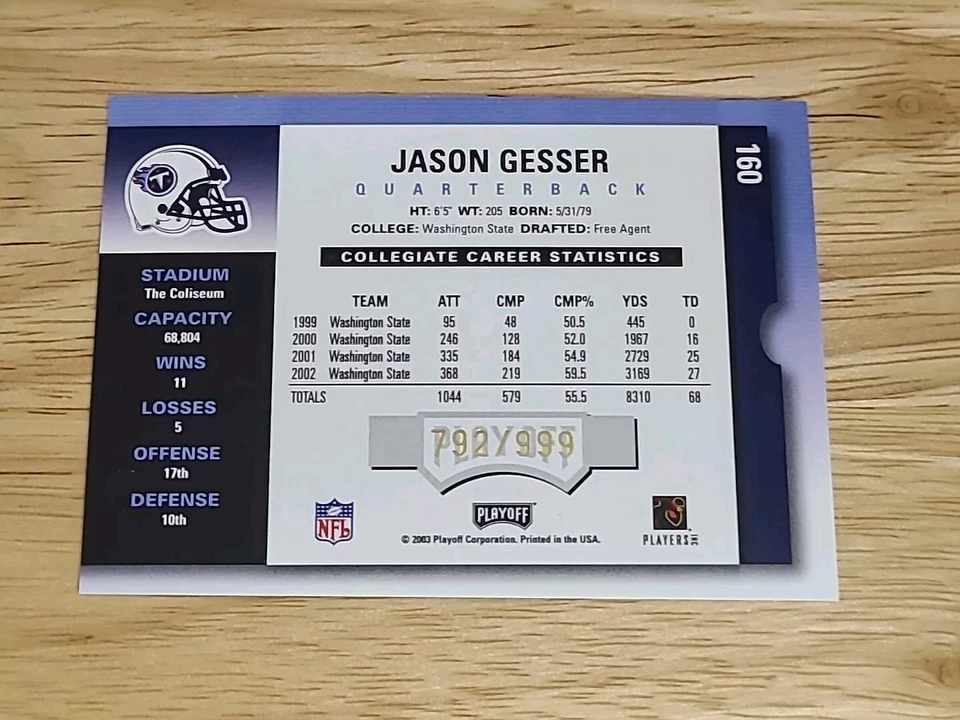 160
JASON GESSER
QUARTERBACK
HT: 6'5" WT: 205 BORN: 5/31/79
COLLEGE: Washington State DRAFTED: Free Agent
COLLEGIATE CAREER STATISTICS
TEAM ATT CMP CMP% YDS TD
1999 Washington State 95 48 50.5 445 0
2000 Washington State 246 128 52.0 1967 16
2001 Washington State 335 184 54.9 2729 25
2002 Washington State 368 219 59.5 3169 27
TOTALS 1044 579 55.5 8310 68
PLAYOFF
792/999
STADIUM
The Coliseum
CAPACITY
68,804
WINS
11
LOSSES
5
OFFENSE
17th
DEFENSE
10th
T
NFL
PLAYOFF
PLAYERS INC
© 2003 Playoff Corporation. Printed in the USA.